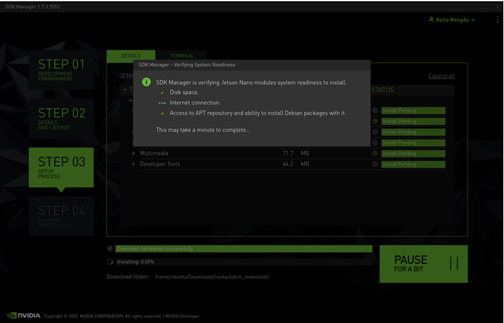 SDK Manager 1.7.3 9053
Hello Mengdu
DETAILS
TERMINAL
STEP 01
DEVELOPMENT
ENVIRONMENT
STEP 02
DETAILS
AND LICENSE
STEP 03
SETUP
PROCESS
STEP 04
Expand all
STATUS
SDK Manager - Verifying System Readiness
SDK Manager is verifying Jetson Nano modules system readiness to install.
Disk space.
Internet connection.
Access to APT repository and ability to install Debian packages with it.
This may take a minute to complete...
Install Pending
Install Pending
Install Pending
Install Pending
Multimedia 71.7 MB Install Pending
Developer Tools 64.2 MB Install Pending
Download completed successfully
Installing: 0.00%
Download folder: /home/ubuntu/Downloads/nvidia/sdkm_downloads
PAUSE
FOR A BIT
NVIDIA Copyright © 2022, NVIDIA CORPORATION. All rights reserved | NVIDIA Developer